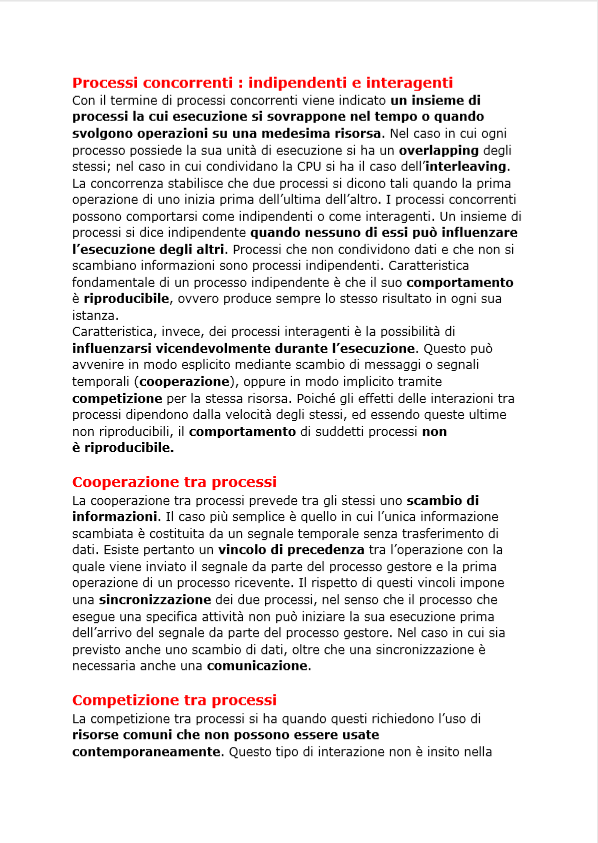 Processi concorrenti : indipendenti e interagenti
Con il termine di processi concorrenti viene indicato un insieme di
processi la cui esecuzione si sovrappone nel tempo o quando
svolgono operazioni su una medesima risorsa. Nel caso in cui ogni
processo possiede la sua unità di esecuzione si ha un overlapping degli
stessi; nel caso in cui condividano la CPU si ha il caso dell’interleaving.
La concorrenza stabilisce che due processi si dicono tali quando la prima
operazione di uno inizia prima dell’ultima dell’altro. I processi concorrenti
possono comportarsi come indipendenti o come interagenti. Un insieme di
processi si dice indipendente quando nessuno di essi può influenzare
l’esecuzione degli altri. Processi che non condividono dati e che non si
scambiano informazioni sono processi indipendenti. Caratteristica
fondamentale di un processo indipendente è che il suo comportamento
è riproducibile, ovvero produce sempre lo stesso risultato in ogni sua
istanza.
Caratteristica, invece, dei processi interagenti è la possibilità di
influenzarsi vicendevolmente durante l’esecuzione. Questo può
avvenire in modo esplicito mediante scambio di messaggi o segnali
temporali (cooperazione), oppure in modo implicito tramite
competizione per la stessa risorsa. Poiché gli effetti delle interazioni tra
processi dipendono dalla velocità degli stessi, ed essendo queste ultime
non riproducibili, il comportamento di suddetti processi non
è riproducibile.
Cooperazione tra processi
La cooperazione tra processi prevede tra gli stessi uno scambio di
informazioni. Il caso più semplice è quello in cui l’unica informazione
scambiata è costituita da un segnale temporale senza trasferimento di
dati. Esiste pertanto un vincolo di precedenza tra l’operazione con la
quale viene inviato il segnale da parte del processo gestore e la prima
operazione di un processo ricevente. Il rispetto di questi vincoli impone
una sincronizzazione dei due processi, nel senso che il processo che
esegue una specifica attività non può iniziare la sua esecuzione prima
dell’arrivo del segnale da parte del processo gestore. Nel caso in cui sia
previsto anche uno scambio di dati, oltre che una sincronizzazione è
necessaria anche una comunicazione.
Competizione tra processi
La competizione tra processi si ha quando questi richiedono l’uso di
risorse comuni che non possono essere usate
contemporaneamente. Questo tipo di interazione non è insito nella